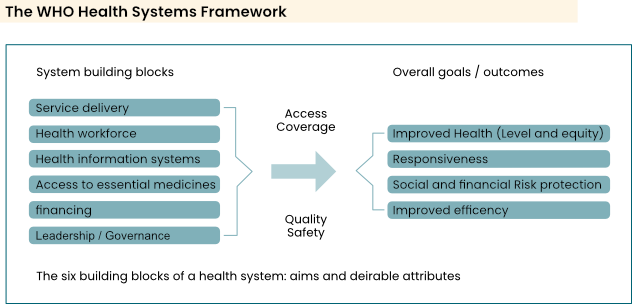 The WHO Health Systems Framework
System building blocks
Service delivery
Health workforce
Health information systems
Access to essential medicines
financing
Leadership / Governance
Access
Coverage
Quality
Safety
Overall goals / outcomes
Improved Health (Level and equity)
Responsiveness
Social and financial Risk protection
Improved efficency
The six building blocks of a health system: aims and deirable attributes